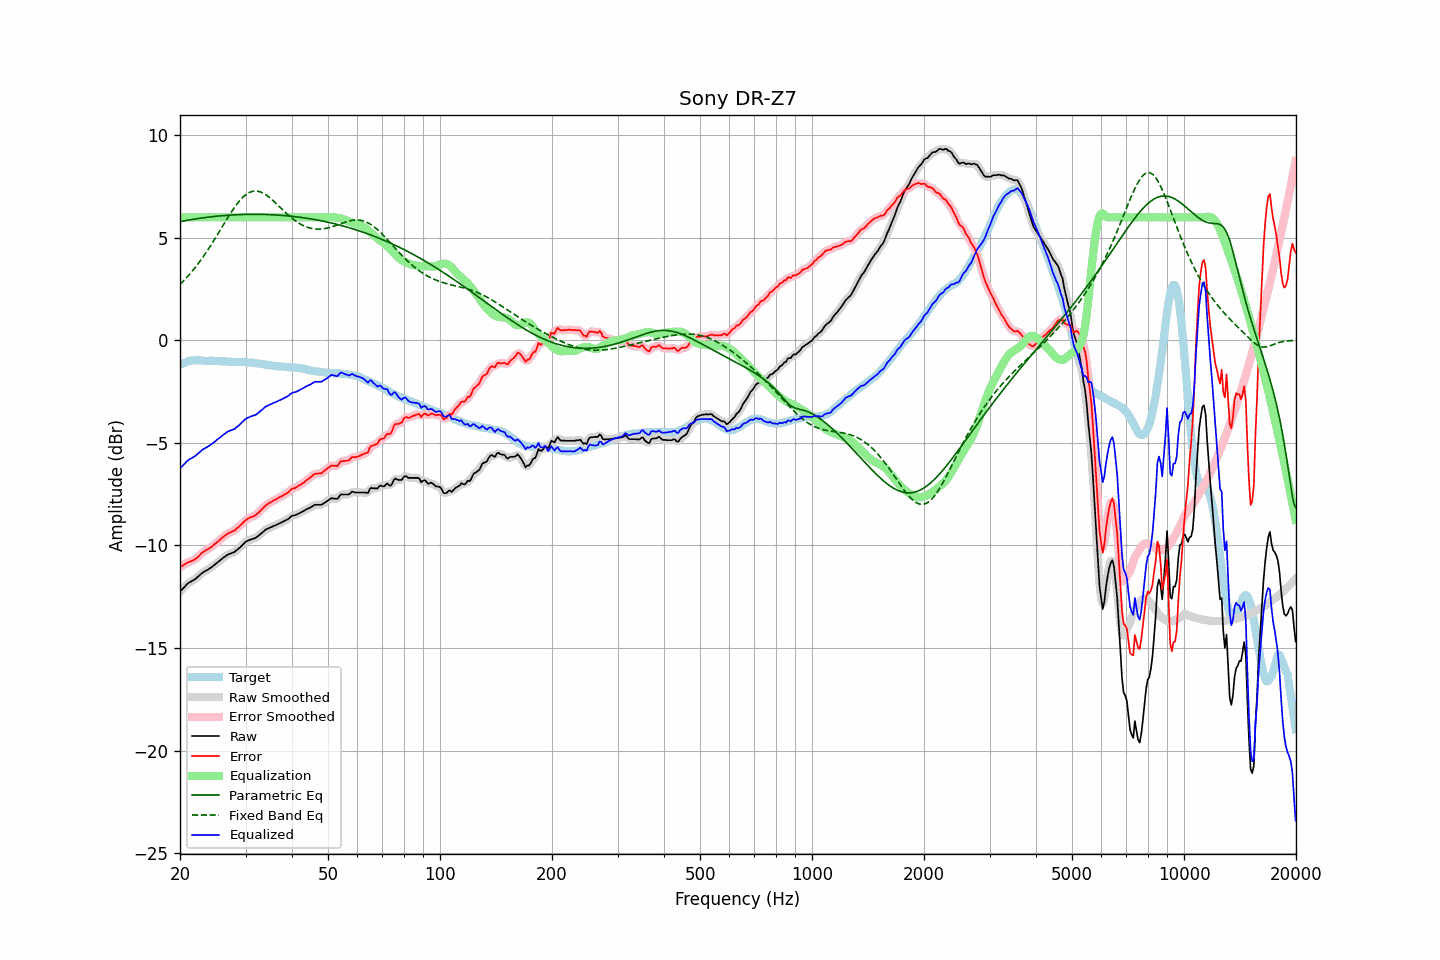 Sony DR-Z7
Amplitude (dBr)
10
5
0
−5
−10
−15
−20
−25
Target
Raw Smoothed
Error Smoothed
Raw
Error
Equalization
Parametric Eq
Fixed Band Eq
Equalized
20 50 100 200 500 1000 2000 5000 10000 20000
Frequency (Hz)